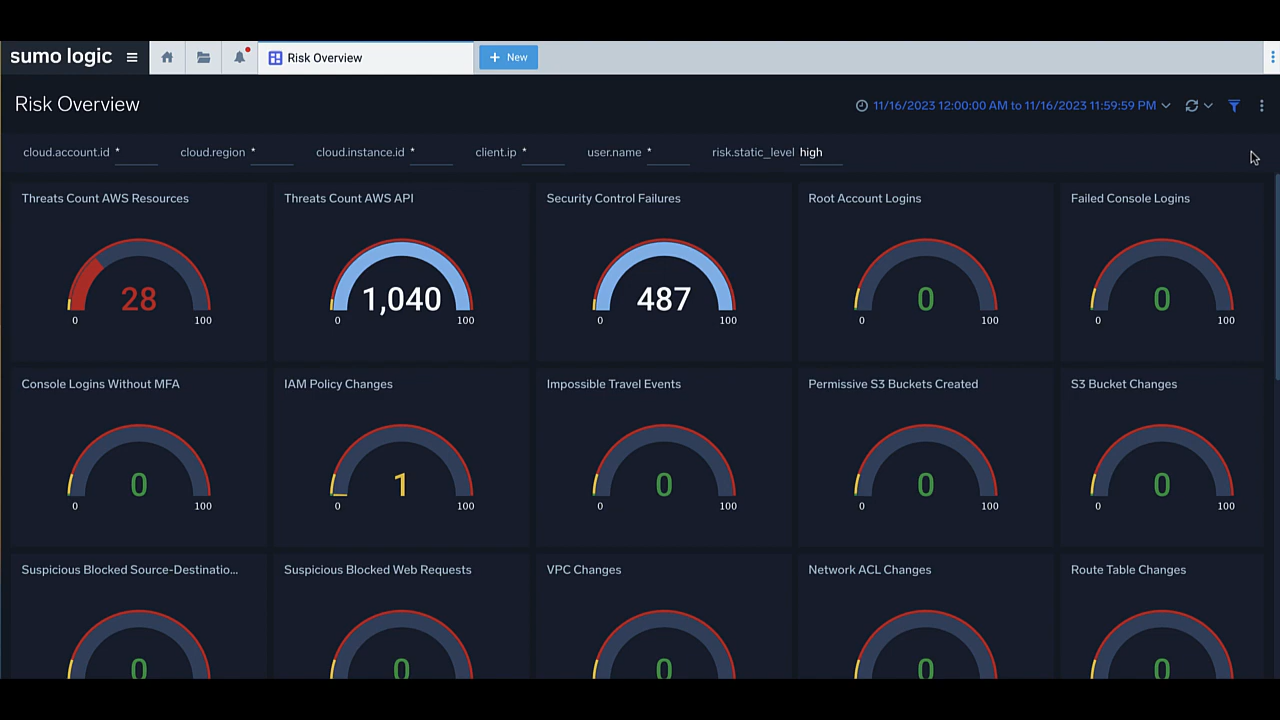 sumo logic
Risk Overview
+ New
Risk Overview
11/16/2023 12:00:00 AM to 11/16/2023 11:59:59 PM
cloud.account.id * cloud.region * cloud.instance.id * client.ip * user.name * risk.static_level high
Threats Count AWS Resources
28
0 100
Threats Count AWS API
1,040
0 100
Security Control Failures
487
0 100
Root Account Logins
0
0 100
Failed Console Logins
0
0 100
Console Logins Without MFA
0
0 100
IAM Policy Changes
1
0 100
Impossible Travel Events
0
0 100
Permissive S3 Buckets Created
0
0 100
S3 Bucket Changes
0
0 100
Suspicious Blocked Source-Destinatio...
0
Suspicious Blocked Web Requests
0
VPC Changes
0
Network ACL Changes
0
Route Table Changes
0